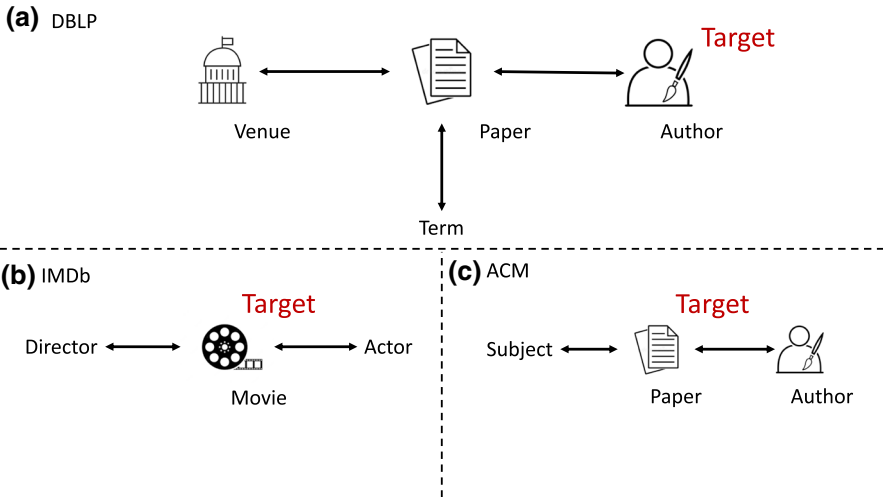 (a) DBLP
Target
Venue
Paper
Author
Term
(b) IMDb
Target
Director
Actor
Movie
(c) ACM
Target
Subject
Paper
Author